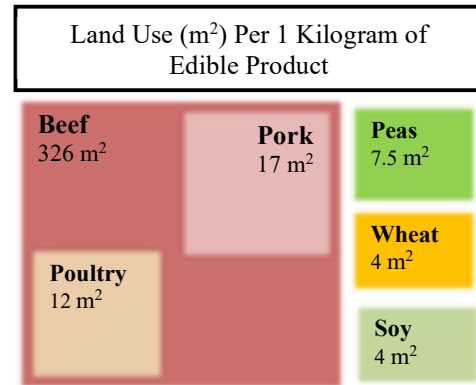 Land Use (m²) Per 1 Kilogram of
Edible Product
Beef
326 m²
Pork
17 m²
Poultry
12 m²
Peas
7.5 m²
Wheat
4 m²
Soy
4 m²